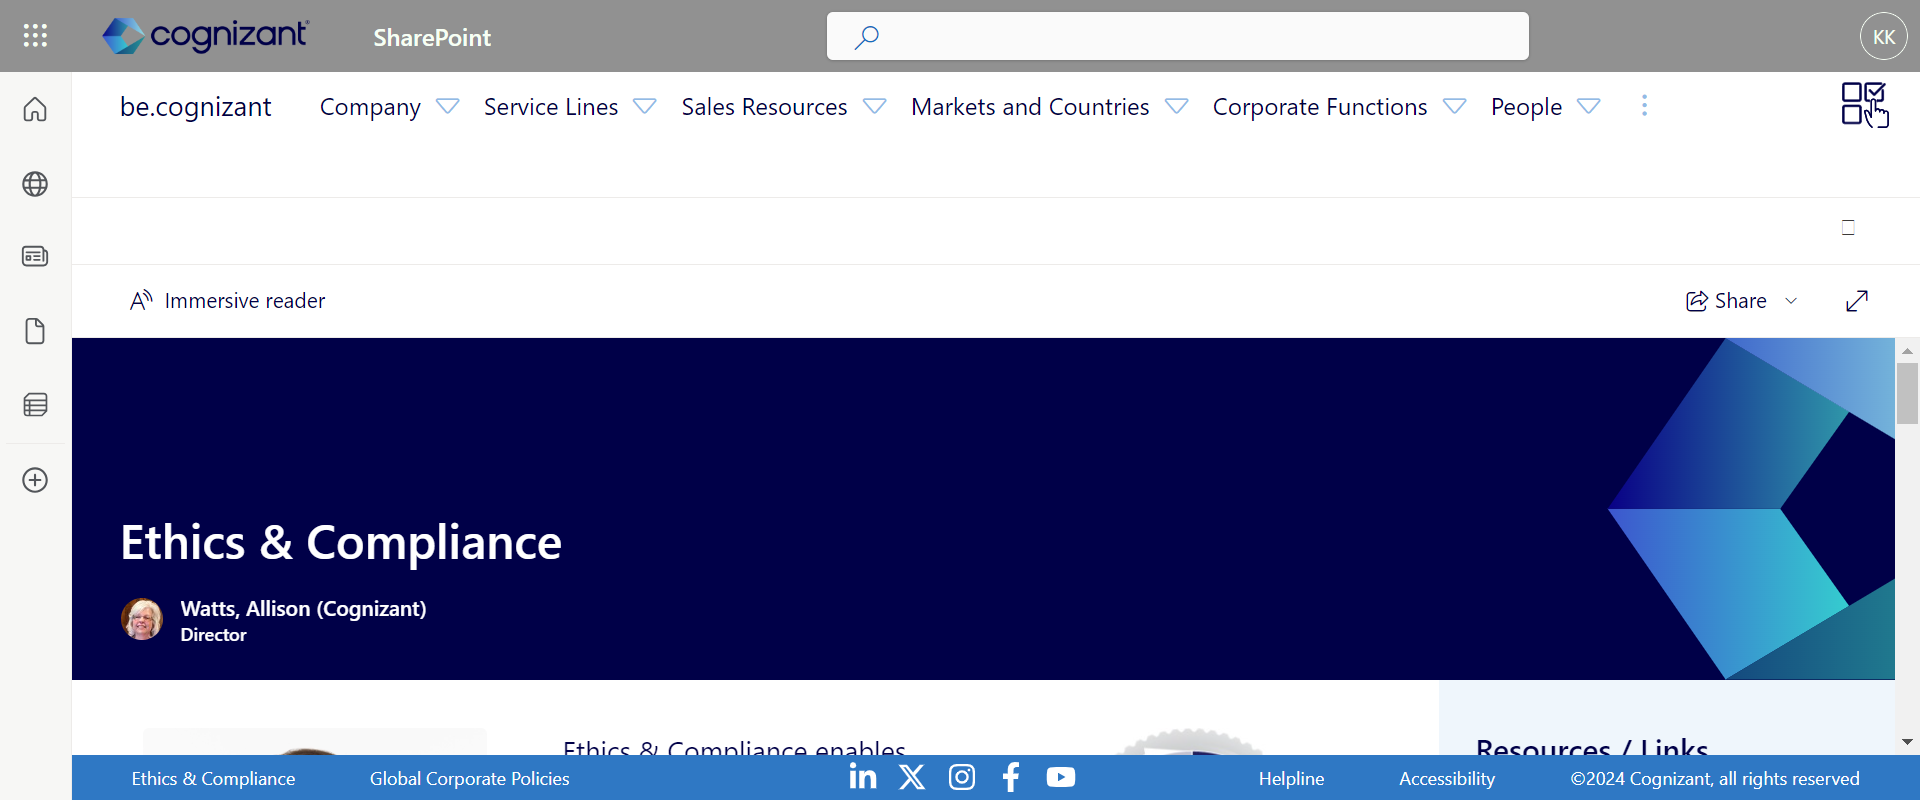 cognizant
SharePoint
KK
be.cognizant
Company
Service Lines
Sales Resources
Markets and Countries
Corporate Functions
People
Immersive reader
Share
Ethics & Compliance
Watts, Allison (Cognizant)
Director
Ethics & Compliance enables
Resources / Links
Ethics & Compliance
Global Corporate Policies
Helpline
Accessibility
©2024 Cognizant, all rights reserved